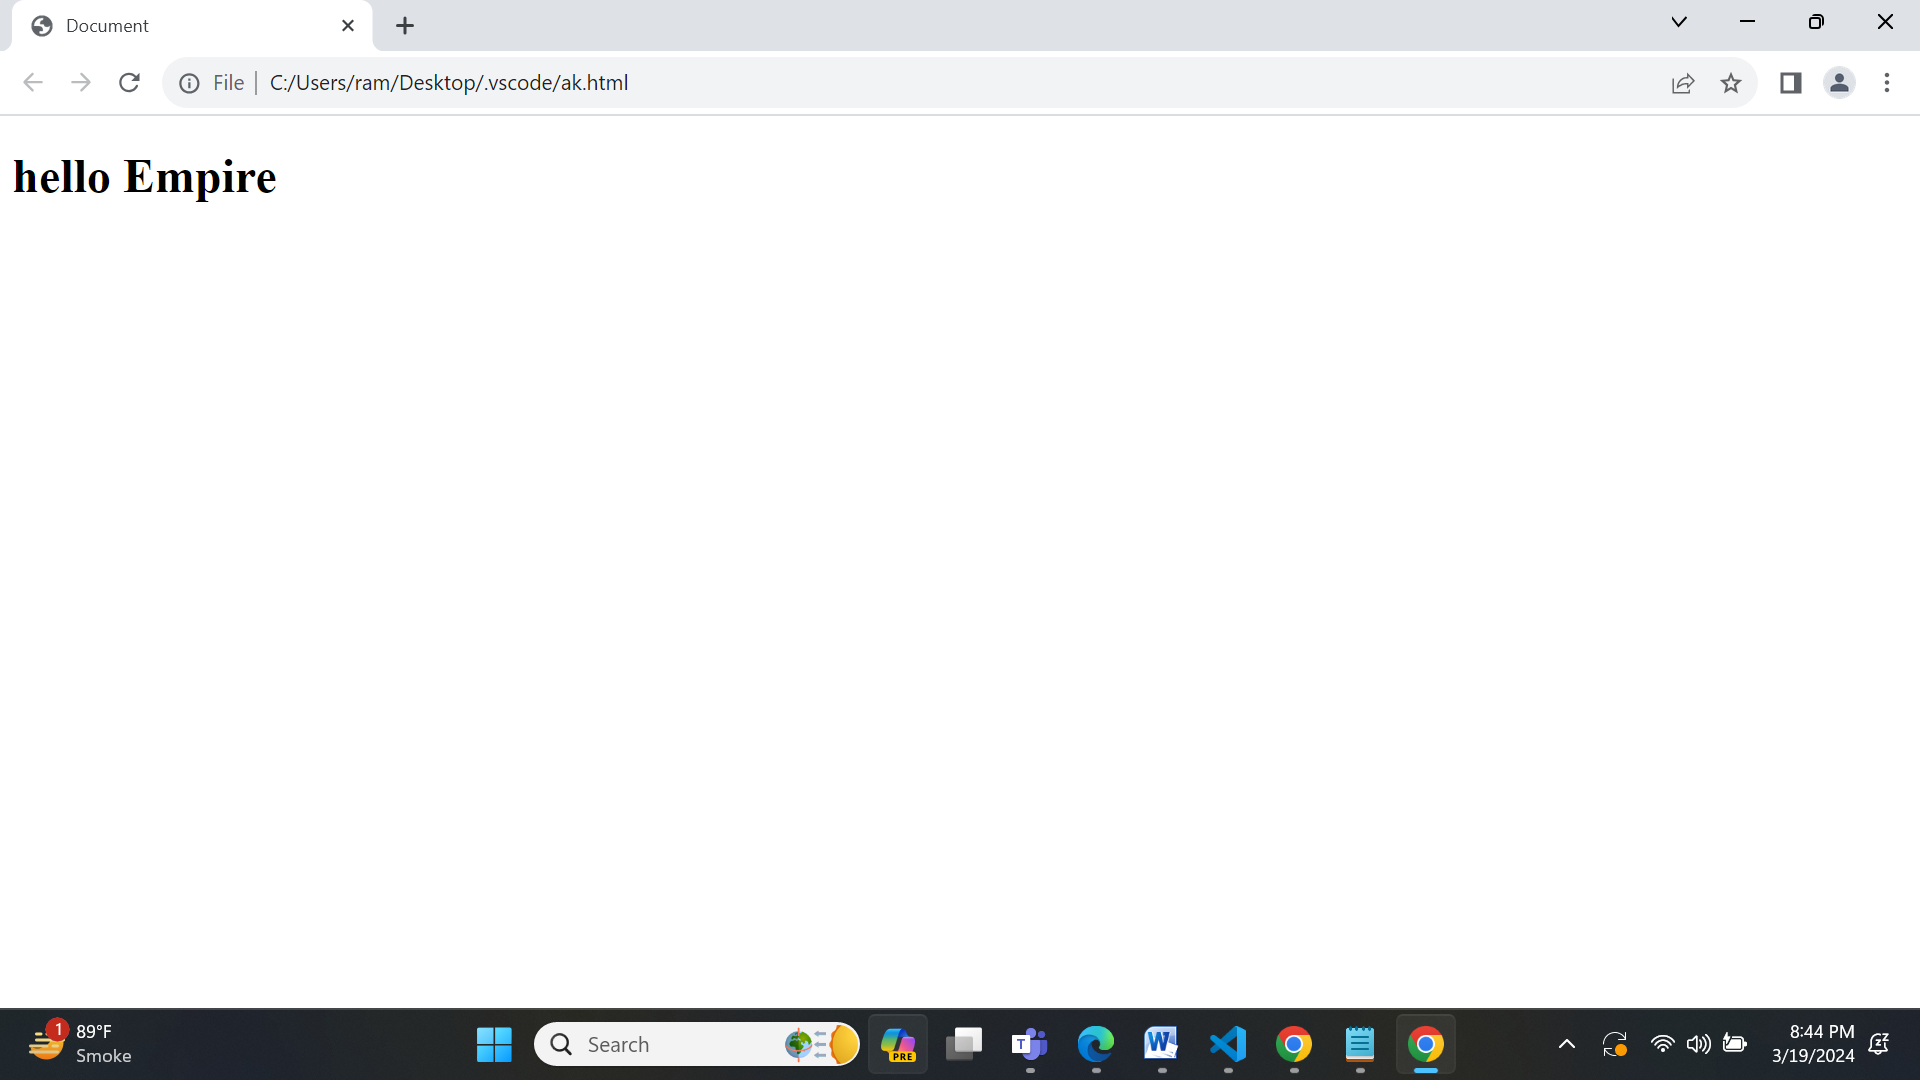 Document
File
C:/Users/ram/Desktop/.vscode/ak.html
hello Empire
1
89°F
Smoke
Search
PRE
T
W
8:44 PM
3/19/2024